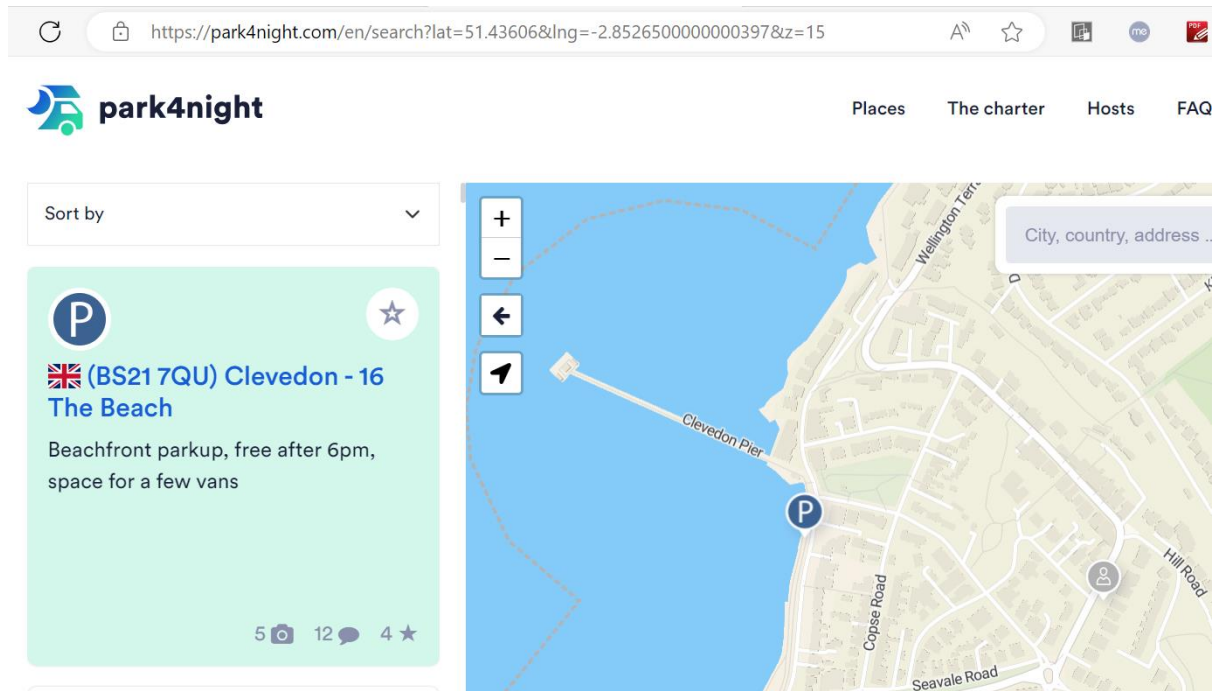 https://park4night.com/en/search?lat=51.43606&lng=-2.8526500000000397&z=15
A
me
PDF
park4night
Places
The charter
Hosts
FAQ
Sort by
+
−
City, country, address ..
Wellington Terr
P
(BS21 7QU) Clevedon - 16
The Beach
Beachfront parkup, free after 6pm,
space for a few vans
5
12
4
Clevedon Pier
P
Hill Road
Copse Road
Seavale Road